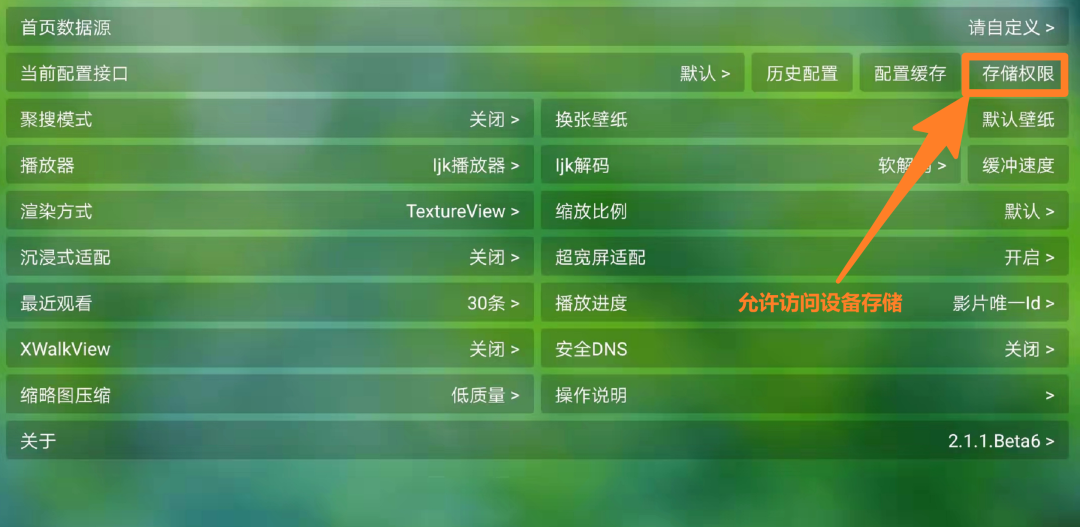 首页数据源 请自定义 >
当前配置接口 默认 > 历史配置 配置缓存 存储权限
聚搜模式 关闭 > 换张壁纸 默认壁纸
播放器 Ijk播放器 > Ijk解码 软解 > 缓冲速度
渲染方式 TextureView > 缩放比例 默认 >
沉浸式适配 关闭 > 超宽屏适配 开启 >
最近观看 30条 > 播放进度 允许访问设备存储 影片唯一Id >
XWalkView 关闭 > 安全DNS 关闭 >
缩略图压缩 低质量 > 操作说明 >
关于 2.1.1.Beta6 >